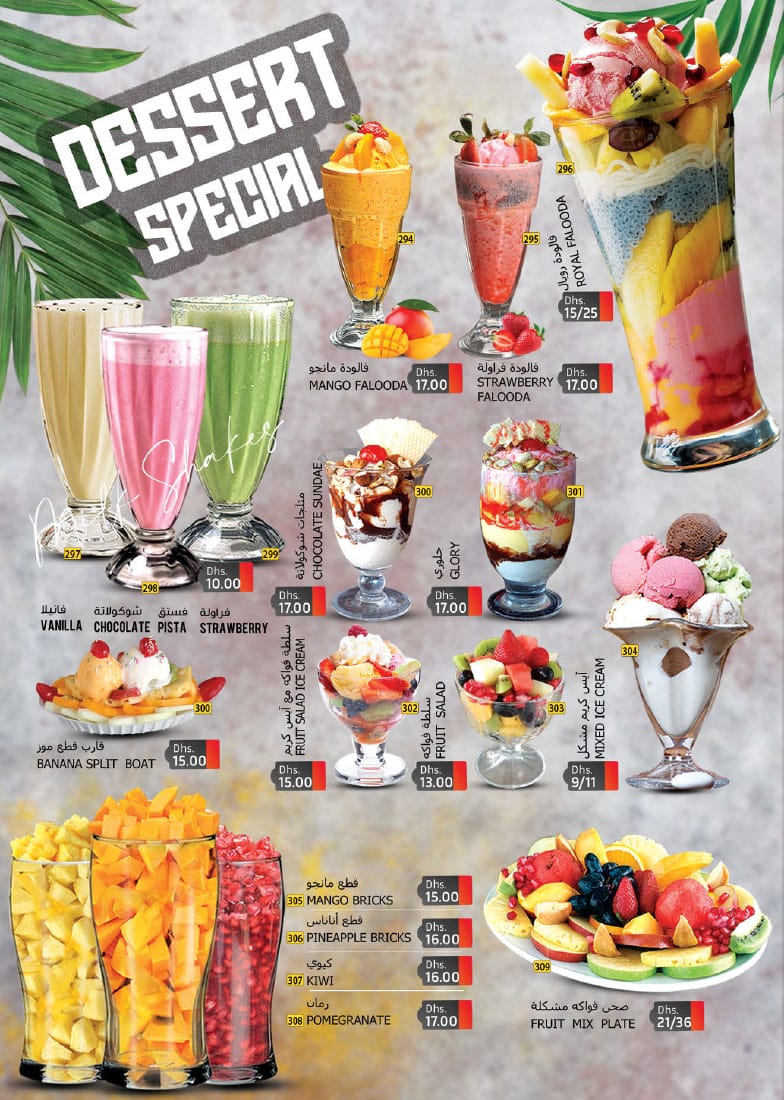 DESSERT
SPECIAL
294
فالودة مانجو
MANGO FALOODA
Dhs.
17.00
295
فالودة فراولة
STRAWBERRY
FALOODA
Dhs.
17.00
296
فالودة رويال
ROYAL FALOODA
Dhs.
15/25
Milk Shakes
297
298
299
Dhs.
10.00
فراولة فستق شوكولاتة فانيلا
VANILLA CHOCOLATE PISTA STRAWBERRY
300
مثلجات شوكولاتة
CHOCOLATE SUNDAE
Dhs.
17.00
301
جلوري
GLORY
Dhs.
17.00
300
قارب قطع موز
BANANA SPLIT BOAT
Dhs.
15.00
302
سلطة فواكه مع آيس كريم
FRUIT SALAD ICE CREAM
Dhs.
15.00
303
سلطة فواكه
FRUIT SALAD
Dhs.
13.00
304
آيس كريم مشكل
MIXED ICE CREAM
Dhs.
9/11
قطع مانجو
305 MANGO BRICKS
Dhs.
15.00
قطع أناناس
306 PINEAPPLE BRICKS
Dhs.
16.00
كيوي
307 KIWI
Dhs.
16.00
رمان
308 POMEGRANATE
Dhs.
17.00
309
صحن فواكه مشكلة
FRUIT MIX PLATE
Dhs.
21/36